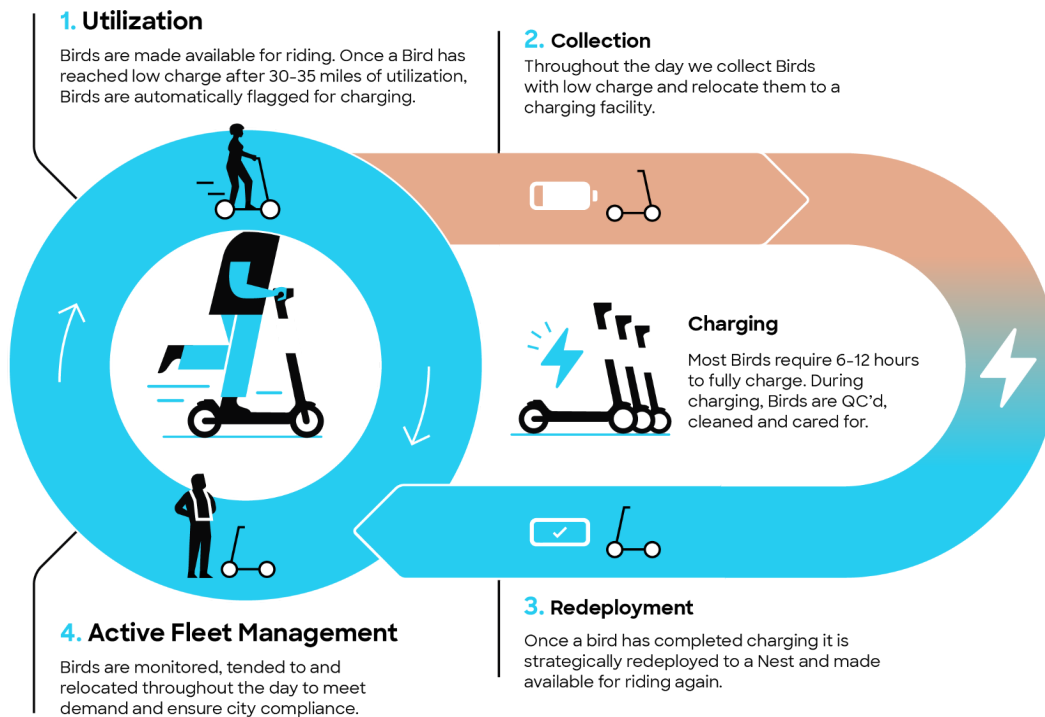 1. Utilization
Birds are made available for riding. Once a Bird has
reached low charge after 30-35 miles of utilization,
Birds are automatically flagged for charging.
2. Collection
Throughout the day we collect Birds
with low charge and relocate them to a
charging facility.
Charging
Most Birds require 6-12 hours
to fully charge. During
charging, Birds are QC’d,
cleaned and cared for.
3. Redeployment
Once a bird has completed charging it is
strategically redeployed to a Nest and made
available for riding again.
4. Active Fleet Management
Birds are monitored, tended to and
relocated throughout the day to meet
demand and ensure city compliance.